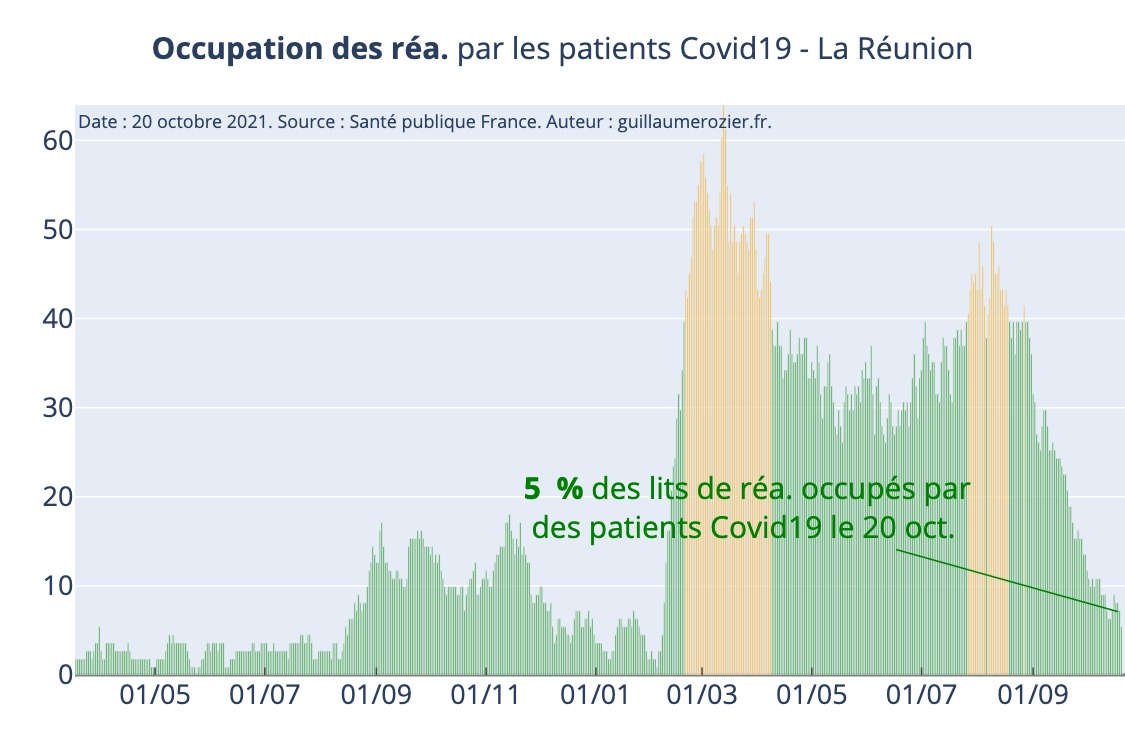 Occupation des réa. par les patients Covid19 - La Réunion
Date : 20 octobre 2021. Source : Santé publique France. Auteur : guillaumerozier.fr.
60
50
40
30
20
10
0
5 % des lits de réa. occupés par
des patients Covid19 le 20 oct.
01/05 01/07 01/09 01/11 01/01 01/03 01/05 01/07 01/09